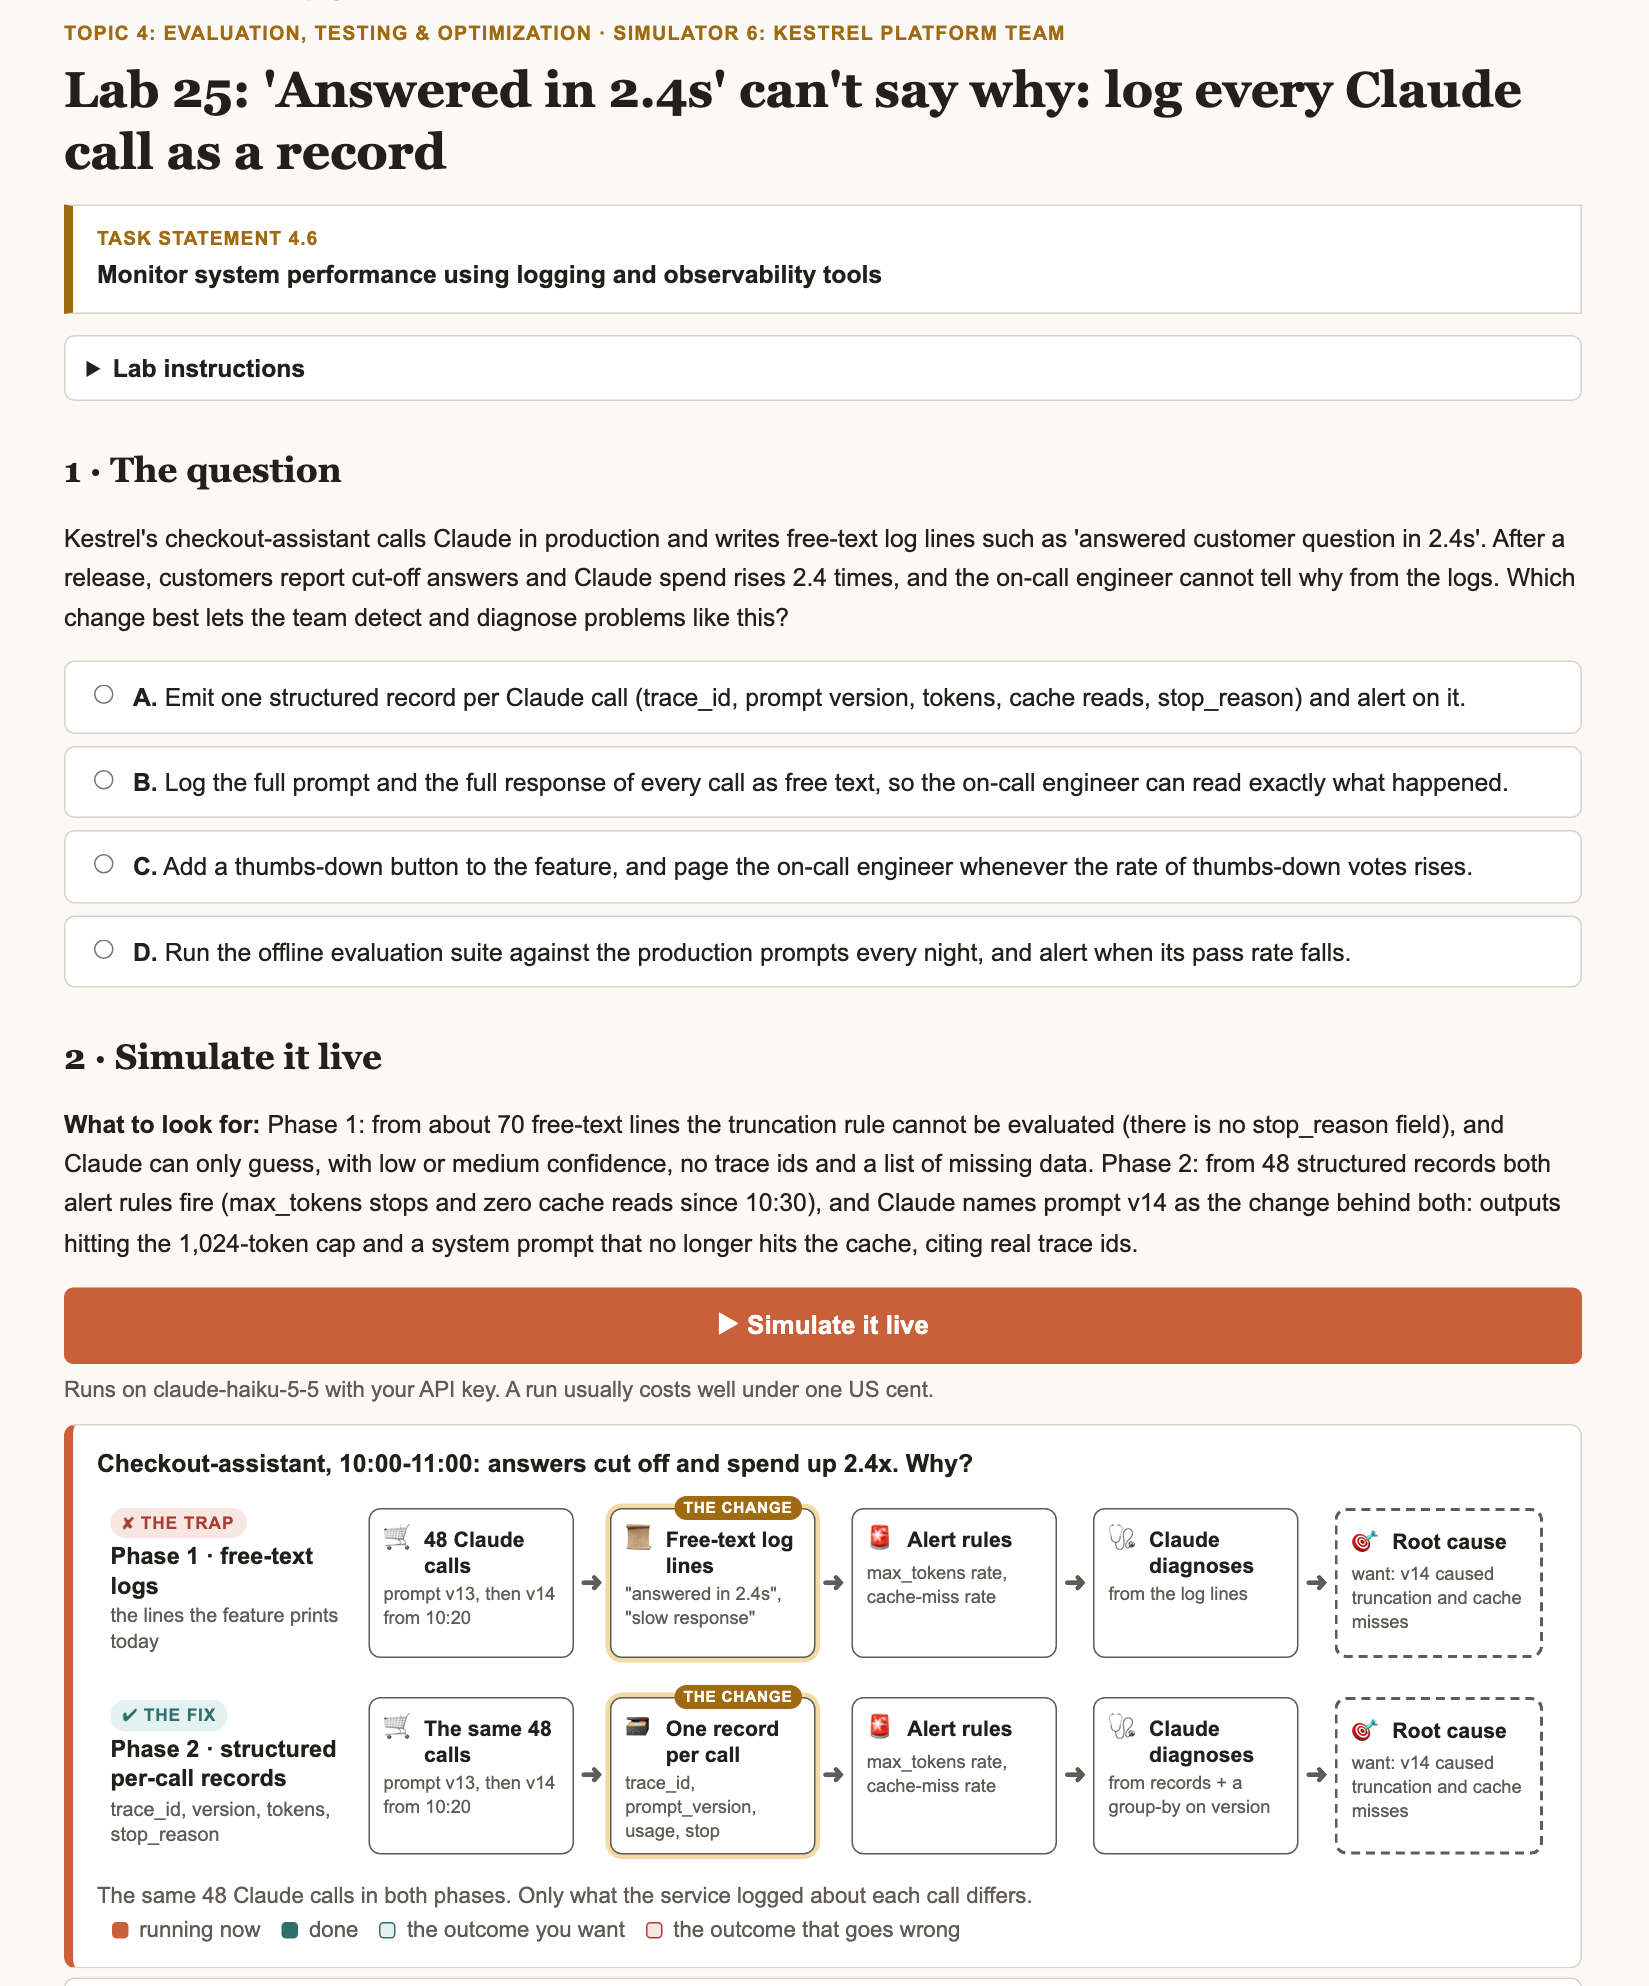 TOPIC 4: EVALUATION, TESTING & OPTIMIZATION · SIMULATOR 6: KESTREL PLATFORM TEAM
Lab 25: 'Answered in 2.4s' can't say why: log every Claude
call as a record
TASK STATEMENT 4.6
Monitor system performance using logging and observability tools
▶ Lab instructions
1 · The question
Kestrel's checkout-assistant calls Claude in production and writes free-text log lines such as 'answered customer question in 2.4s'. After a
release, customers report cut-off answers and Claude spend rises 2.4 times, and the on-call engineer cannot tell why from the logs. Which
change best lets the team detect and diagnose problems like this?
A. Emit one structured record per Claude call (trace_id, prompt version, tokens, cache reads, stop_reason) and alert on it.
B. Log the full prompt and the full response of every call as free text, so the on-call engineer can read exactly what happened.
C. Add a thumbs-down button to the feature, and page the on-call engineer whenever the rate of thumbs-down votes rises.
D. Run the offline evaluation suite against the production prompts every night, and alert when its pass rate falls.
2 · Simulate it live
What to look for: Phase 1: from about 70 free-text lines the truncation rule cannot be evaluated (there is no stop_reason field), and
Claude can only guess, with low or medium confidence, no trace ids and a list of missing data. Phase 2: from 48 structured records both
alert rules fire (max_tokens stops and zero cache reads since 10:30), and Claude names prompt v14 as the change behind both: outputs
hitting the 1,024-token cap and a system prompt that no longer hits the cache, citing real trace ids.
▶ Simulate it live
Runs on claude-haiku-5-5 with your API key. A run usually costs well under one US cent.
Checkout-assistant, 10:00-11:00: answers cut off and spend up 2.4x. Why?
✘ THE TRAP
Phase 1 · free-text
logs
the lines the feature prints
today
48 Claude
calls
prompt v13, then v14
from 10:20
➜
THE CHANGE
Free-text log
lines
"answered in 2.4s",
"slow response"
➜
Alert rules
max_tokens rate,
cache-miss rate
➜
Claude
diagnoses
from the log lines
➜
Root cause
want: v14 caused
truncation and cache
misses
✔ THE FIX
Phase 2 · structured
per-call records
trace_id, version, tokens,
stop_reason
The same 48
calls
prompt v13, then v14
from 10:20
➜
THE CHANGE
One record
per call
trace_id,
prompt_version,
usage, stop
➜
Alert rules
max_tokens rate,
cache-miss rate
➜
Claude
diagnoses
from records + a
group-by on version
➜
Root cause
want: v14 caused
truncation and cache
misses
The same 48 Claude calls in both phases. Only what the service logged about each call differs.
running now done the outcome you want the outcome that goes wrong